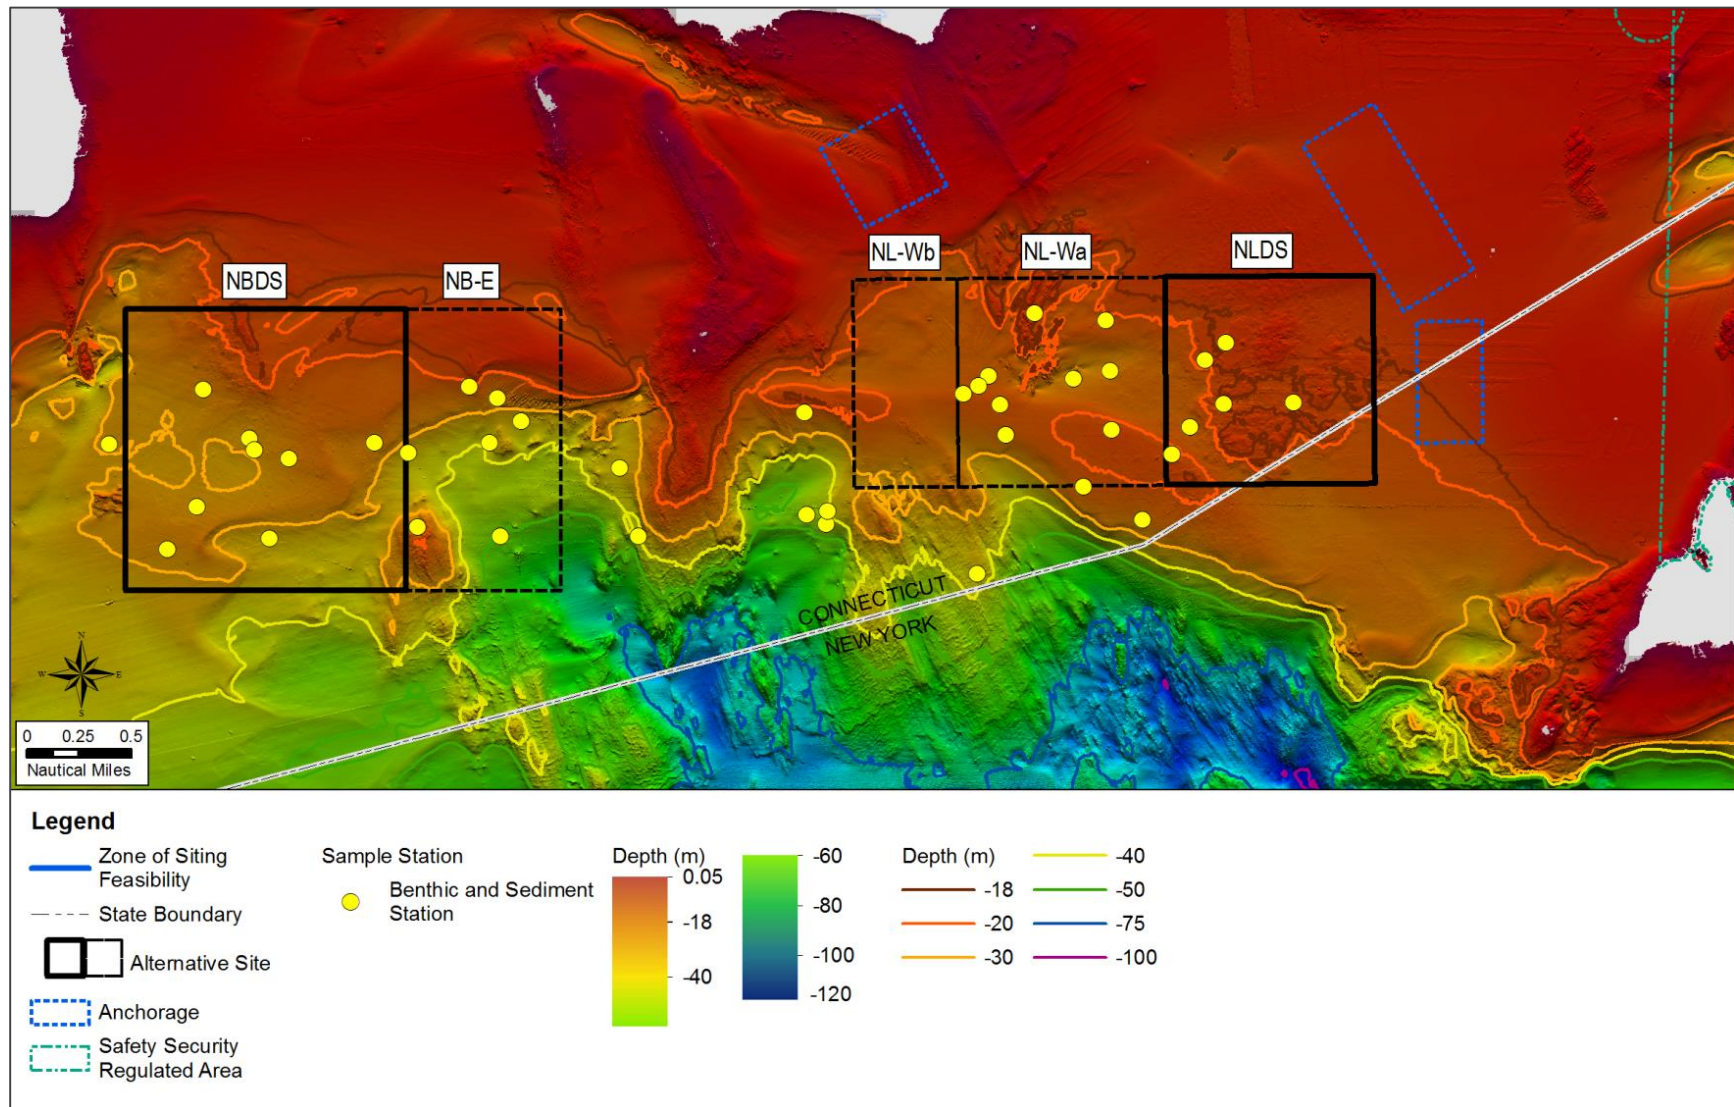 NL-Wb
NL-Wa
NLDS
NBDS
NB-E
CONNECTICUT
NEW YORK
N
W
E
S
0 0.25 0.5
Nautical Miles
Legend
Zone of Siting
Feasibility
State Boundary
Alternative Site
Anchorage
Safety Security
Regulated Area
Sample Station
Benthic and Sediment
Station
Depth (m)
0.05
-18
-40
-60
-80
-100
-120
Depth (m)
-18
-20
-30
-40
-50
-75
-100